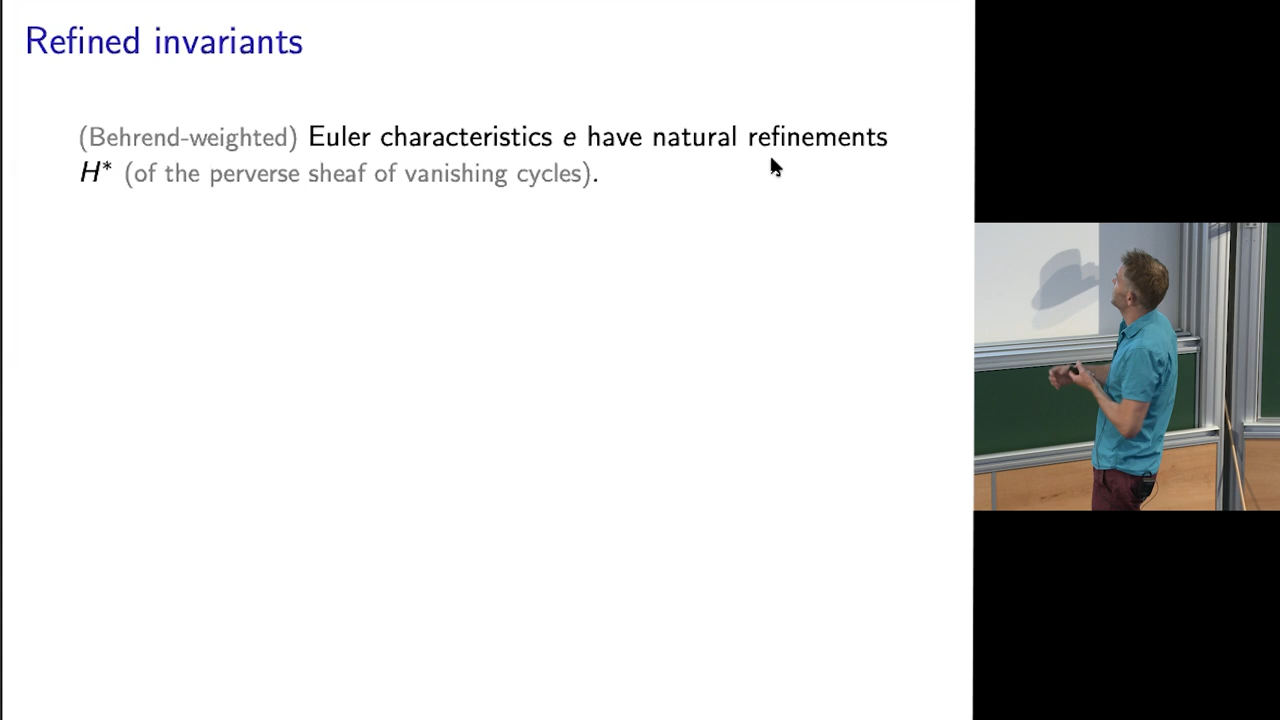 Refined invariants
(Behrend-weighted) Euler characteristics e have natural refinements
H* (of the perverse sheaf of vanishing cycles).